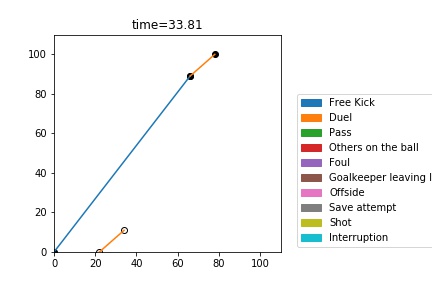 time=33.81
100
80
60
40
20
0
0 20 40 60 80 100
Free Kick
Duel
Pass
Others on the ball
Foul
Goalkeeper leaving l
Offside
Save attempt
Shot
Interruption